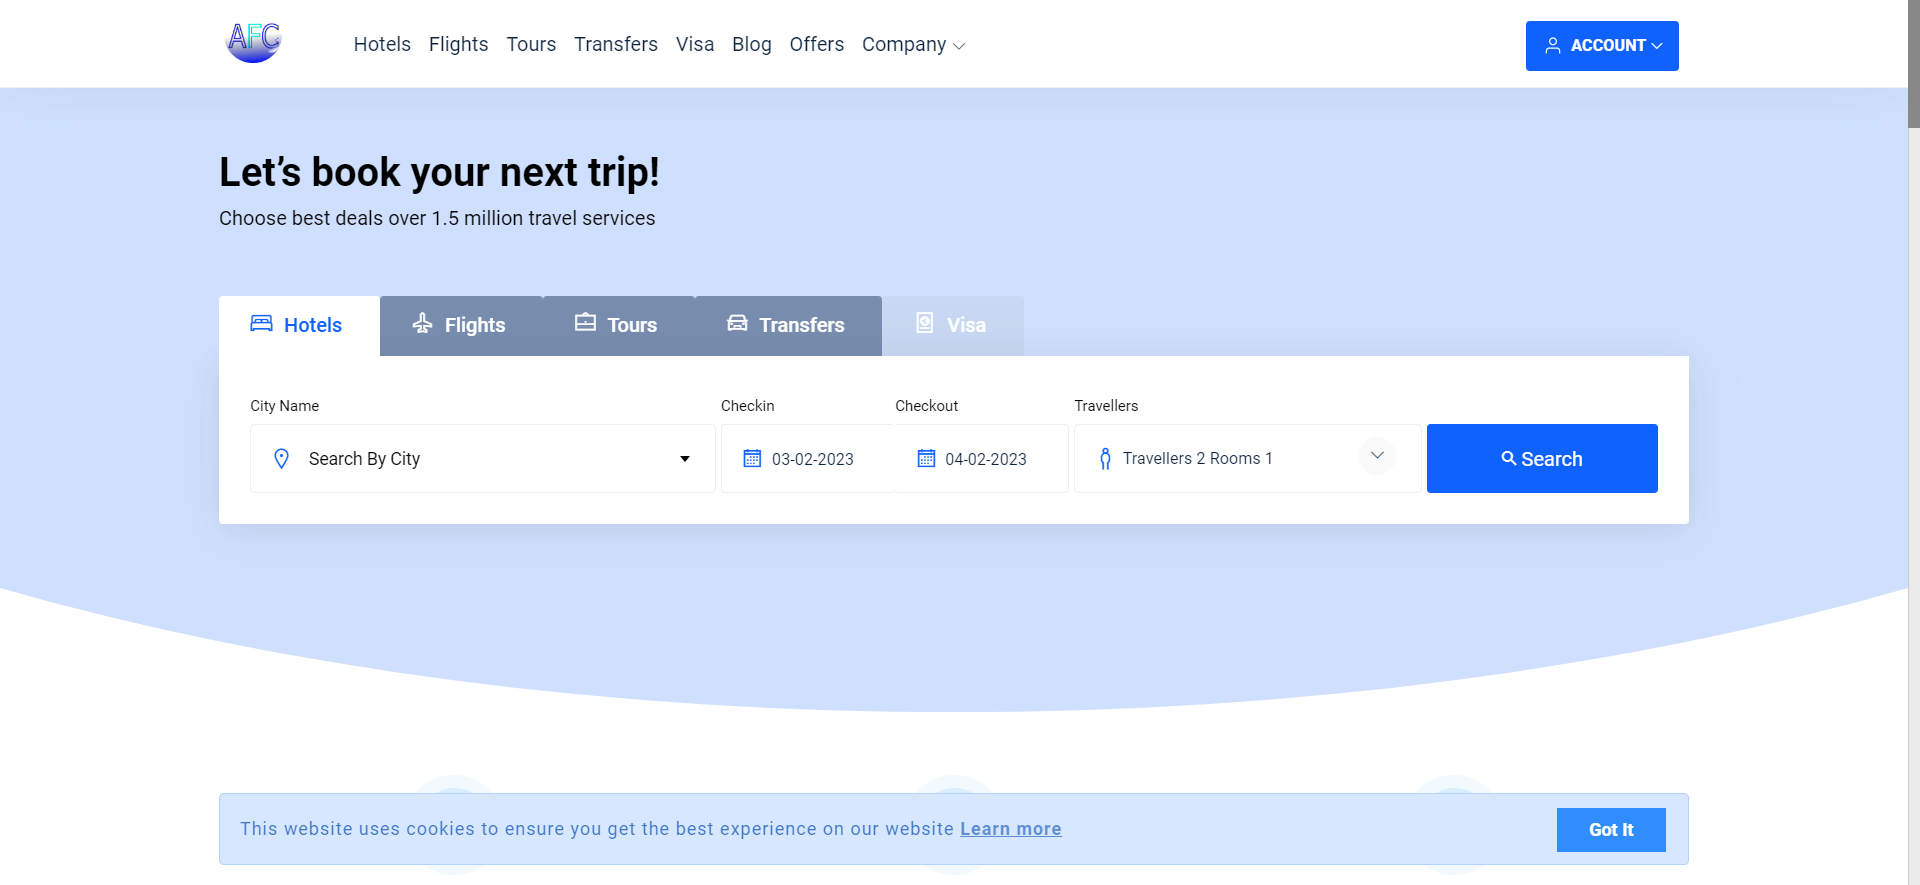 AFC
Hotels Flights Tours Transfers Visa Blog Offers Company
ACCOUNT
Let’s book your next trip!
Choose best deals over 1.5 million travel services
Hotels Flights Tours Transfers Visa
City Name Checkin Checkout Travellers
Search By City 03-02-2023 04-02-2023 Travellers 2 Rooms 1 Search
This website uses cookies to ensure you get the best experience on our website Learn more
Got It